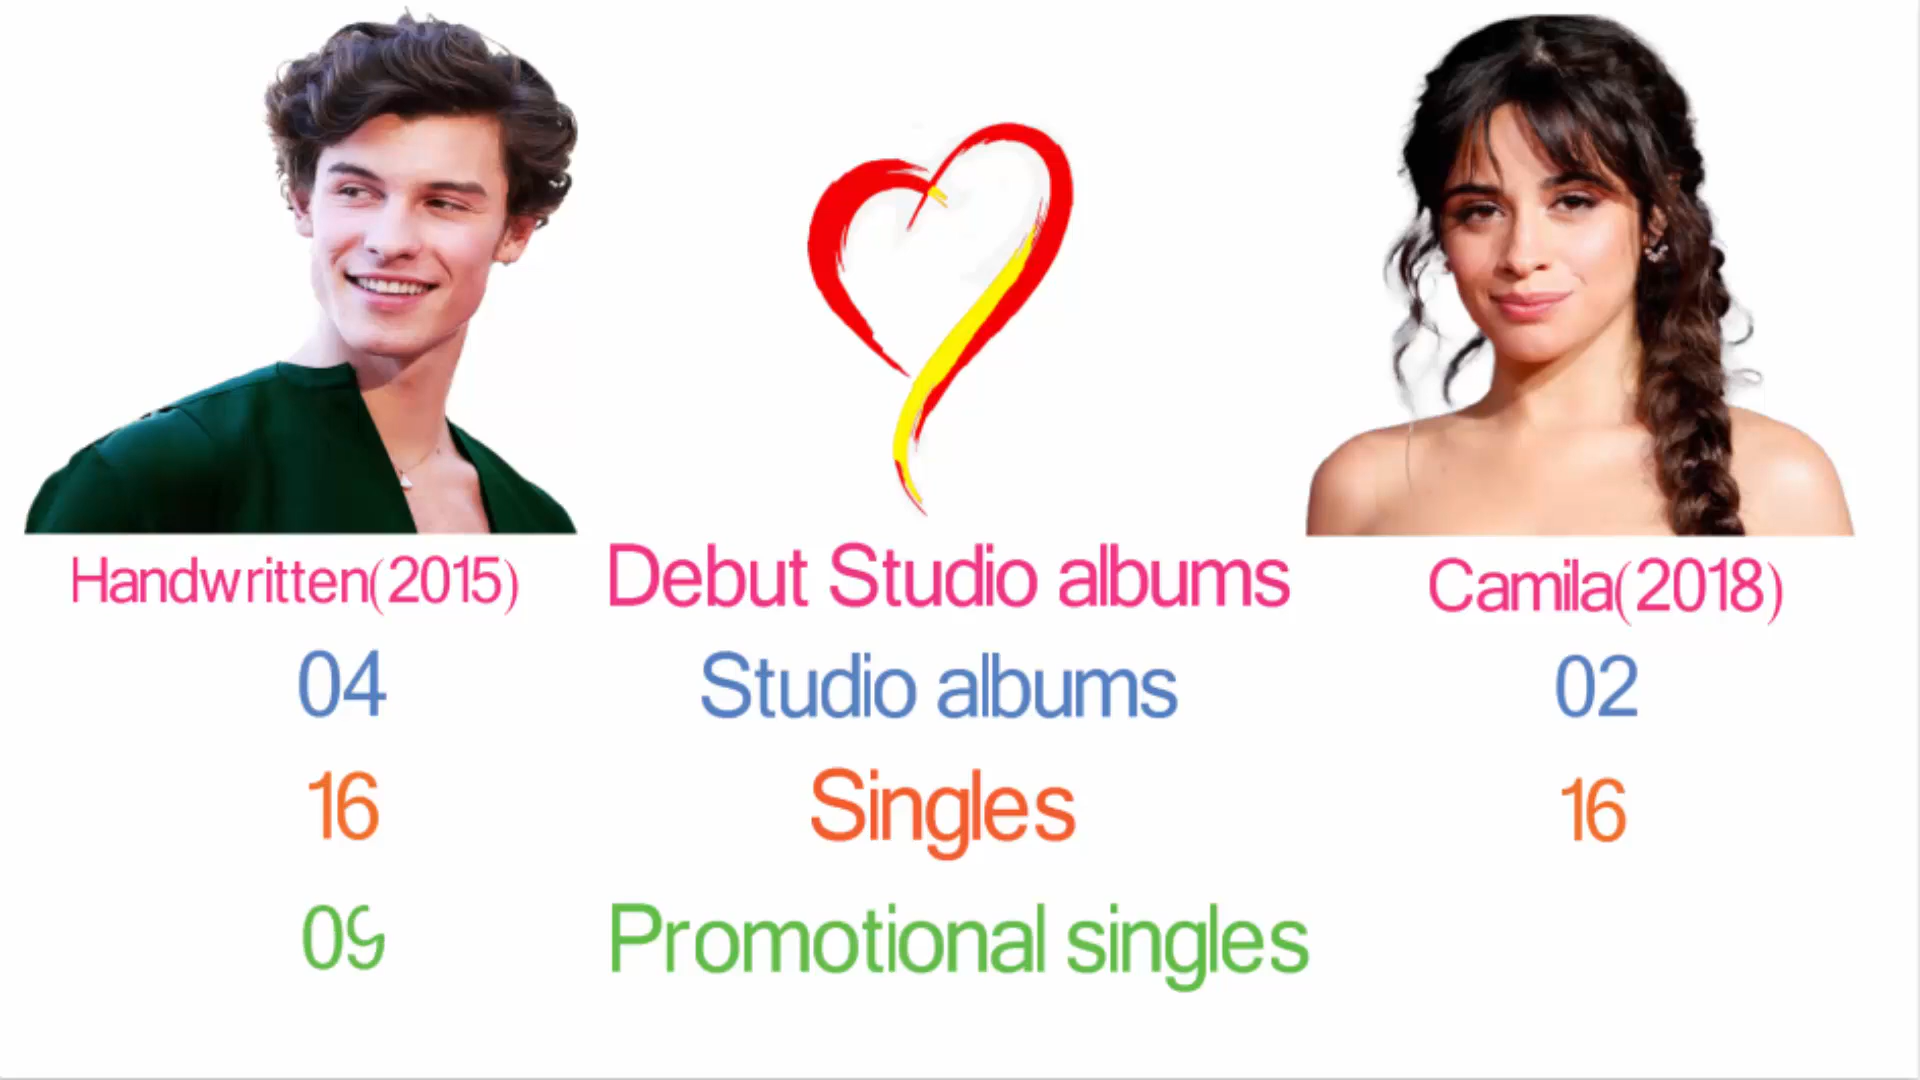 Handwritten(2015) Debut Studio albums Camila(2018)
04 Studio albums 02
16 Singles 16
09 Promotional singles